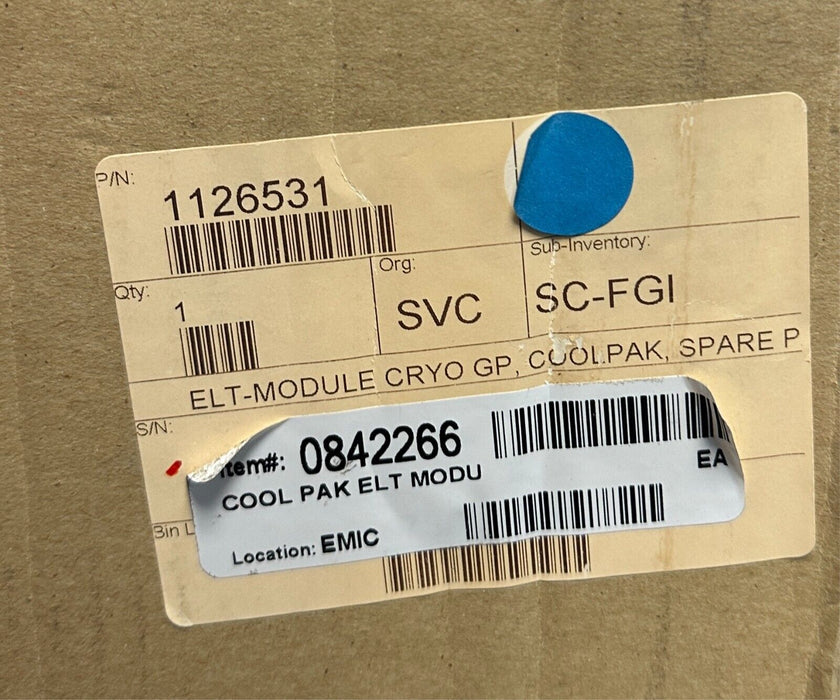 P/N:
1126531
Sub-Inventory:
Org:
Qty:
1
SVC
SC-FGI
ELT-MODULE CRYO GP, COOLPAK, SPARE P
S/N:
Item#: 0842266
EA
COOL PAK ELT MODU
Bin L
Location: EMIC